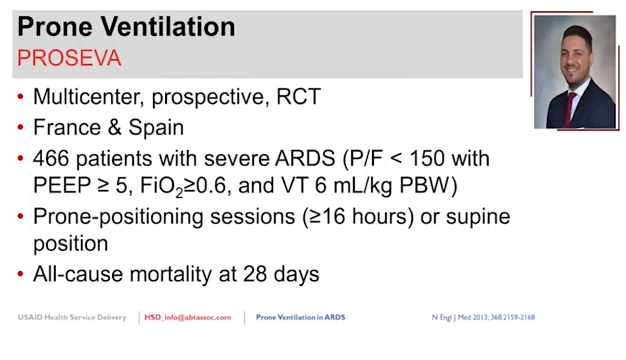 Prone Ventilation
PROSEVA
• Multicenter, prospective, RCT
• France & Spain
• 466 patients with severe ARDS (P/F < 150 with
PEEP ≥ 5, FiO₂≥0.6, and VT 6 mL/kg PBW)
• Prone-positioning sessions (≥16 hours) or supine
position
• All-cause mortality at 28 days
USAID Health Service Delivery | HSD_info@abtassoc.com | Prone Ventilation in ARDS N Engl J Med 2013; 368:2159-2168